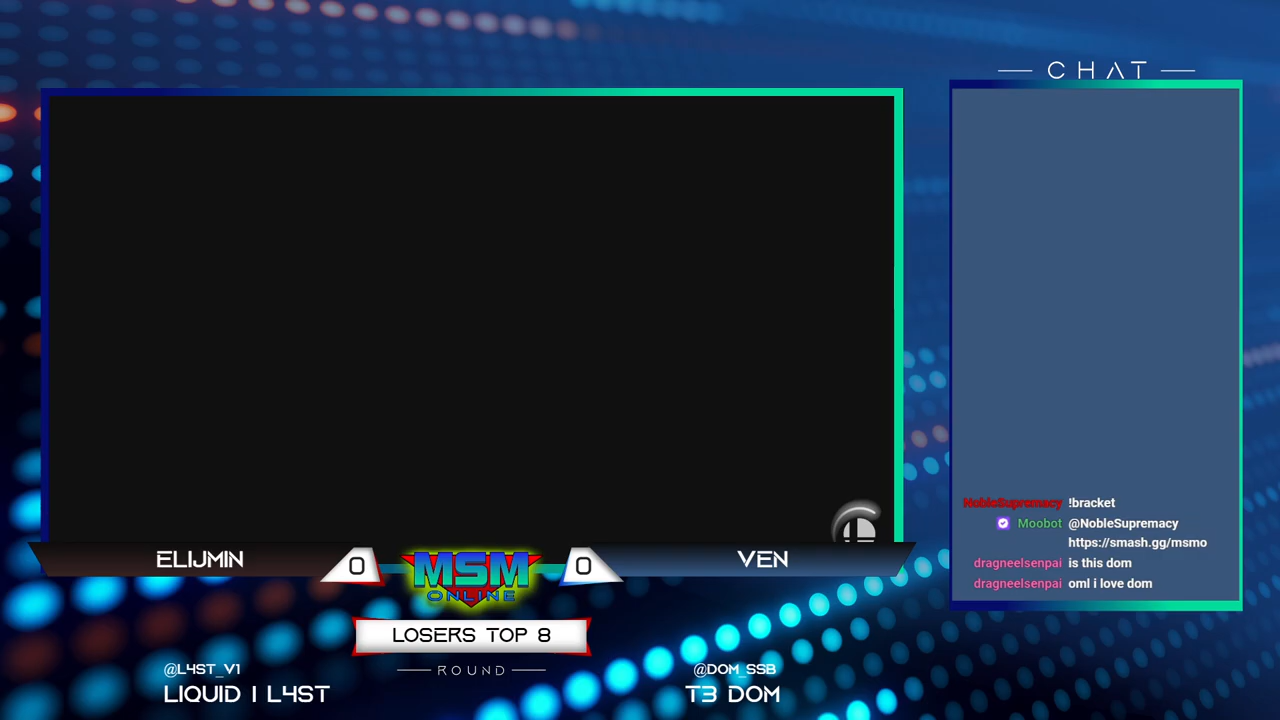 CHAT
NobleSupremacy !bracket
Moobot @NobleSupremacy
https://smash.gg/msmo
dragneelsenpai is this dom
dragneelsenpai oml i love dom
ELIJMIN 0
MSM
ONLINE
0 VEN
LOSERS TOP 8
ROUND
@L4ST_V1
LIQUID | L4ST
@DOM_SSB
T3 DOM